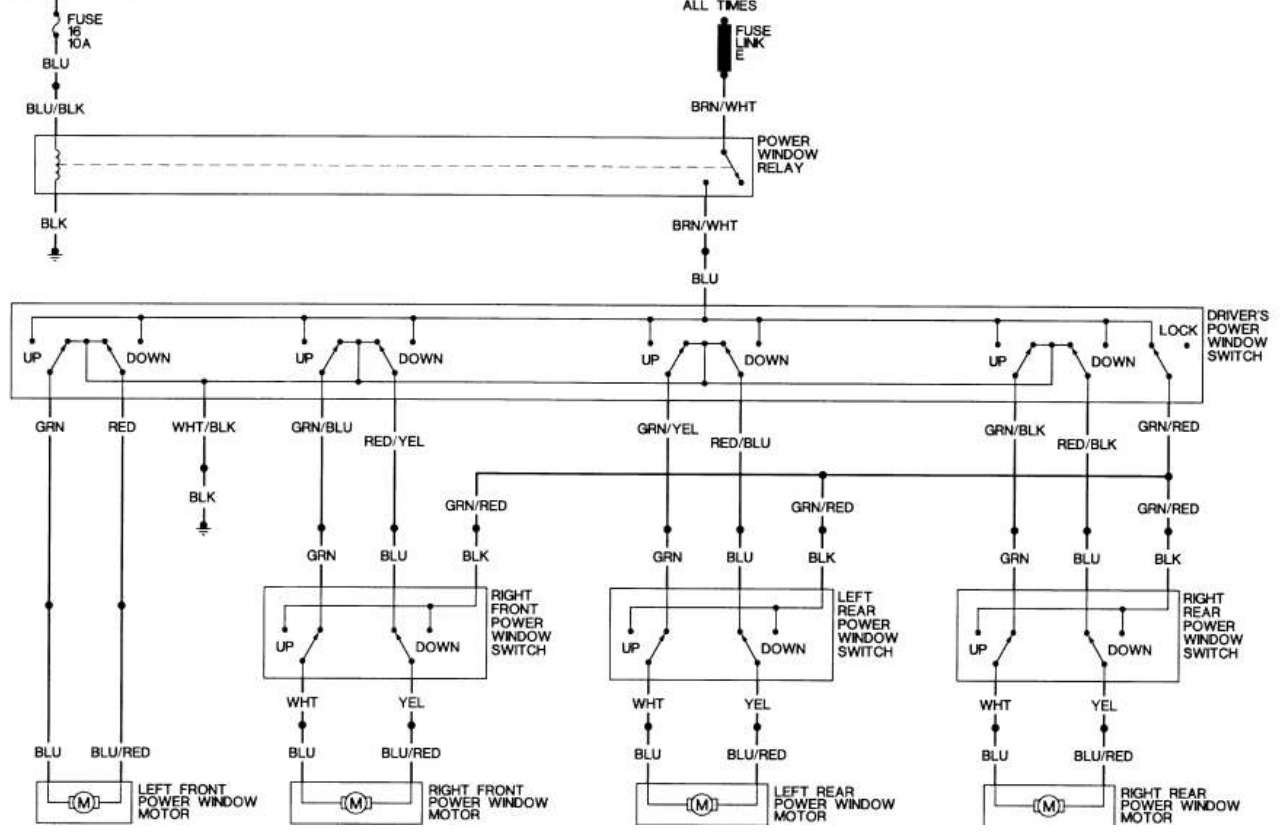 ALL TIMES
FUSE
16
10A
FUSE
LINK
E
BLU
BLU/BLK
BRN/WHT
POWER
WINDOW
RELAY
BLK
BRN/WHT
BLU
DRIVER'S
POWER
WINDOW
SWITCH
UP
DOWN
UP
DOWN
UP
DOWN
UP
DOWN
LOCK
GRN
RED
WHT/BLK
GRN/BLU
RED/YEL
GRN/YEL
RED/BLU
GRN/BLK
RED/BLK
GRN/RED
BLK
GRN/RED
GRN/RED
GRN/RED
GRN
BLU
BLK
GRN
BLU
BLK
GRN
BLU
BLK
UP
DOWN
RIGHT
FRONT
POWER
WINDOW
SWITCH
UP
DOWN
LEFT
REAR
POWER
WINDOW
SWITCH
UP
DOWN
RIGHT
REAR
POWER
WINDOW
SWITCH
WHT
YEL
WHT
YEL
WHT
YEL
BLU
BLU/RED
BLU
BLU/RED
BLU
BLU/RED
BLU
BLU/RED
M
LEFT FRONT
POWER WINDOW
MOTOR
M
RIGHT FRONT
POWER WINDOW
MOTOR
M
LEFT REAR
POWER WINDOW
MOTOR
M
RIGHT REAR
POWER WINDOW
MOTOR